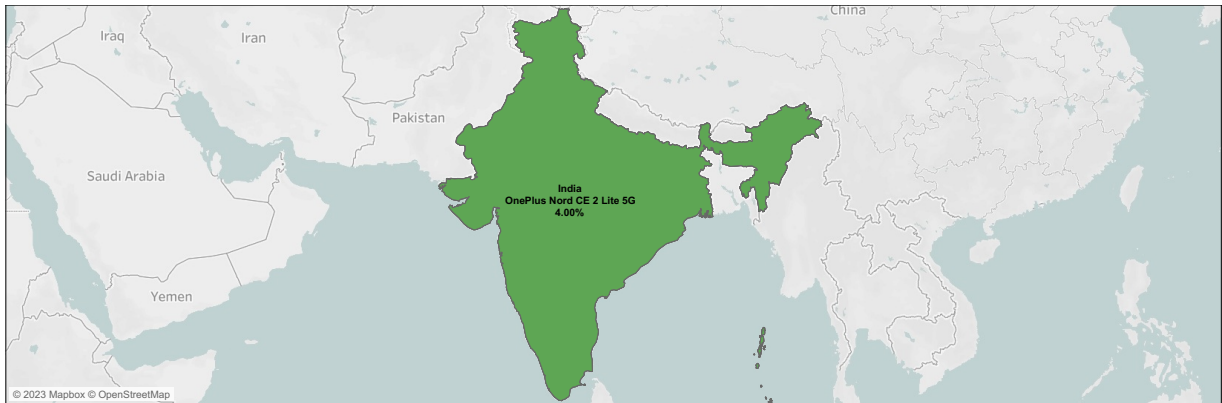 China
Iraq
Iran
Pakistan
Saudi Arabia
India
OnePlus Nord CE 2 Lite 5G
4.00%
Yemen
© 2023 Mapbox © OpenStreetMap